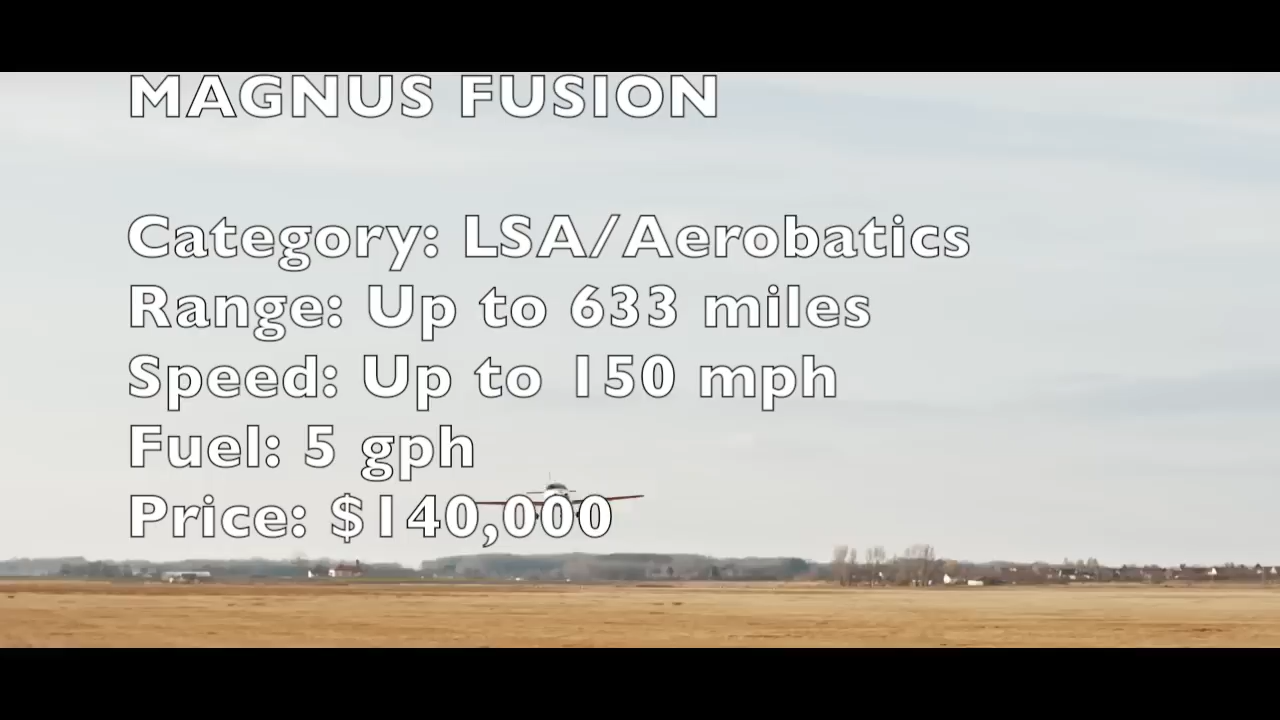 MAGNUS FUSION
Category: LSA/Aerobatics
Range: Up to 633 miles
Speed: Up to 150 mph
Fuel: 5 gph
Price: $140,000